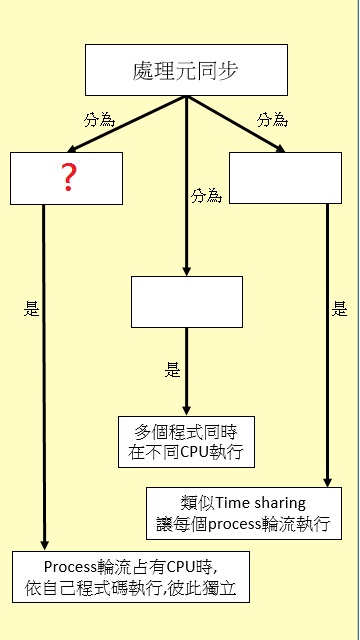 處理元同步
分為
分為
?
分為
是
是
是
多個程式同時
在不同CPU執行
類似Time sharing
讓每個process輪流執行
Process輪流占有CPU時,
依自己程式碼執行,彼此獨立